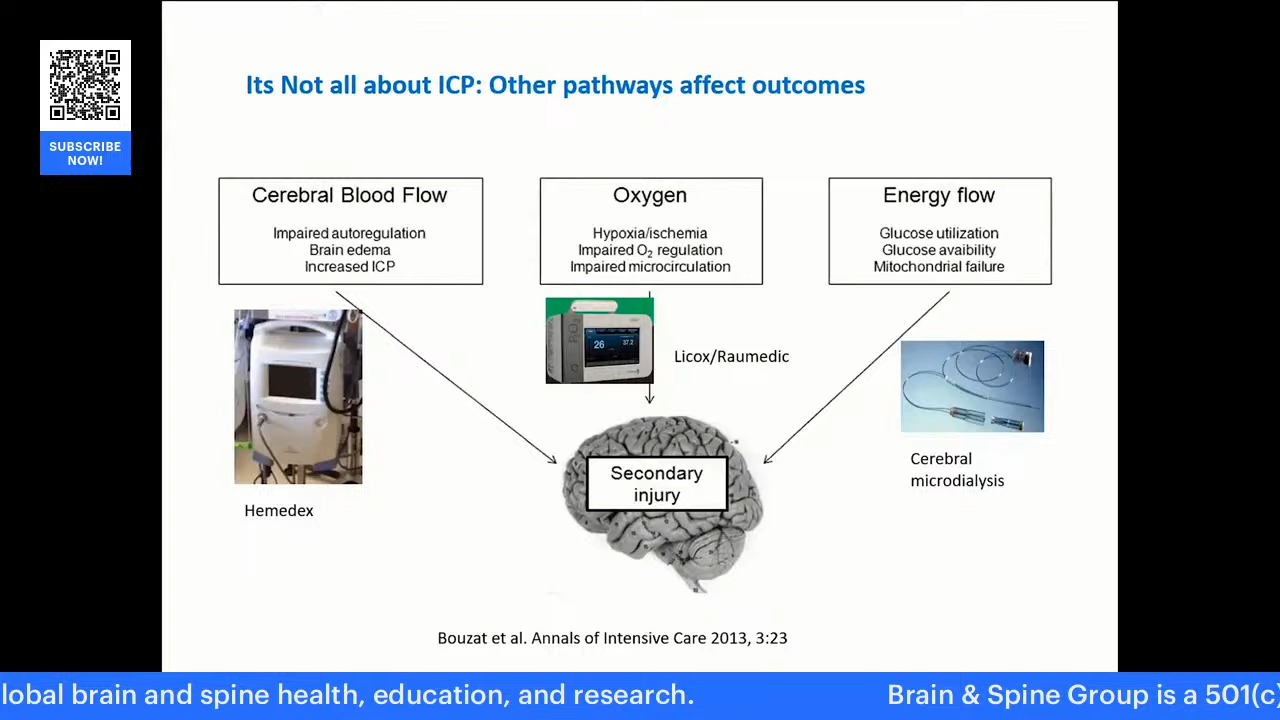 SUBSCRIBE
NOW!
Its Not all about ICP: Other pathways affect outcomes
Cerebral Blood Flow
Impaired autoregulation
Brain edema
Increased ICP
Oxygen
Hypoxia/ischemia
Impaired O₂ regulation
Impaired microcirculation
Energy flow
Glucose utilization
Glucose avaibility
Mitochondrial failure
26
37.2
Licox/Raumedic
Hemedex
Cerebral
microdialysis
Secondary
injury
Bouzat et al. Annals of Intensive Care 2013, 3:23
lobal brain and spine health, education, and research.
Brain & Spine Group is a 501(c)